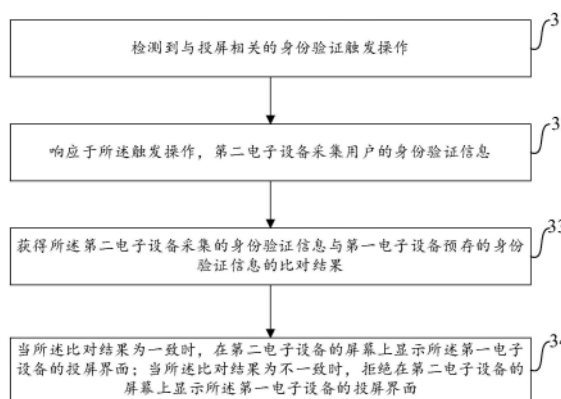 3
检测到与投屏相关的身份验证触发操作
3
响应于所述触发操作，第二电子设备采集用户的身份验证信息
33
获得所述第二电子设备采集的身份验证信息与第一电子设备预存的身份
验证信息的比对结果
34
当所述比对结果为一致时，在第二电子设备的屏幕上显示所述第一电子
设备的投屏界面；当所述比对结果为不一致时，拒绝在第二电子设备的
屏幕上显示所述第一电子设备的投屏界面